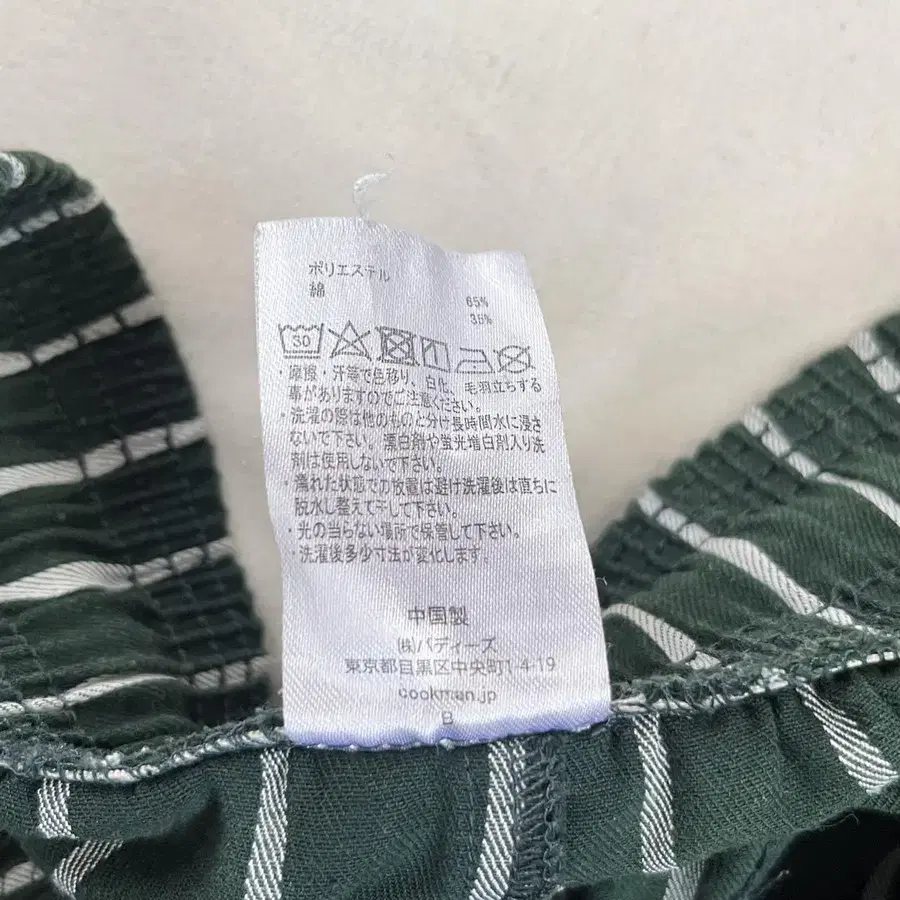 ポリエステル 65%
綿 35%
30
・摩擦・汗等で色移り、白化、毛羽立ちする
事がありますのでご注意ください。
・洗濯の際は他のものと分け長時間水に浸さ
ないで下さい。漂白剤や蛍光増白剤入り洗
剤は使用しないで下さい。
・濡れた状態での放置は避け洗濯後は直ちに
脱水し整えて干して下さい。
・光の当らない場所で保管して下さい。
・洗濯後多少寸法が変化します。
中国製
㈱バディーズ
東京都目黒区中央町1-4-19
cookman.jp
B